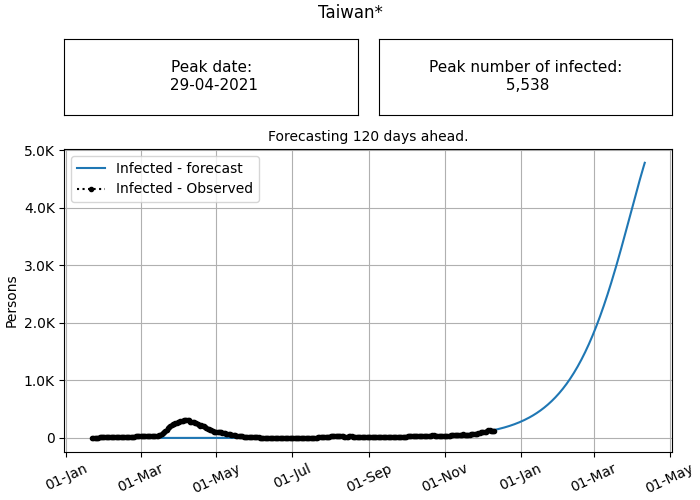 Taiwan*
Peak date:
29-04-2021
Peak number of infected:
5,538
Forecasting 120 days ahead.
Infected - forecast
Infected - Observed
Persons
5.0K
4.0K
3.0K
2.0K
1.0K
0
01-Jan
01-Mar
01-May
01-Jul
01-Sep
01-Nov
01-Jan
01-Mar
01-May